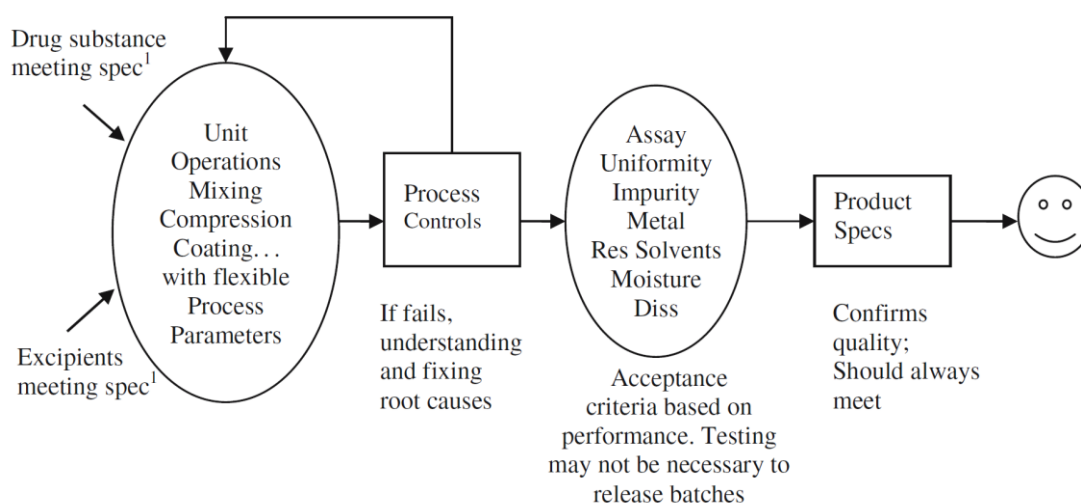 Drug substance
meeting spec¹
Excipients
meeting spec¹
Unit
Operations
Mixing
Compression
Coating...
with flexible
Process
Parameters
Process
Controls
If fails,
understanding
and fixing
root causes
Assay
Uniformity
Impurity
Metal
Res Solvents
Moisture
Diss
Acceptance
criteria based on
performance. Testing
may not be necessary to
release batches
Product
Specs
Confirms
quality;
Should always
meet